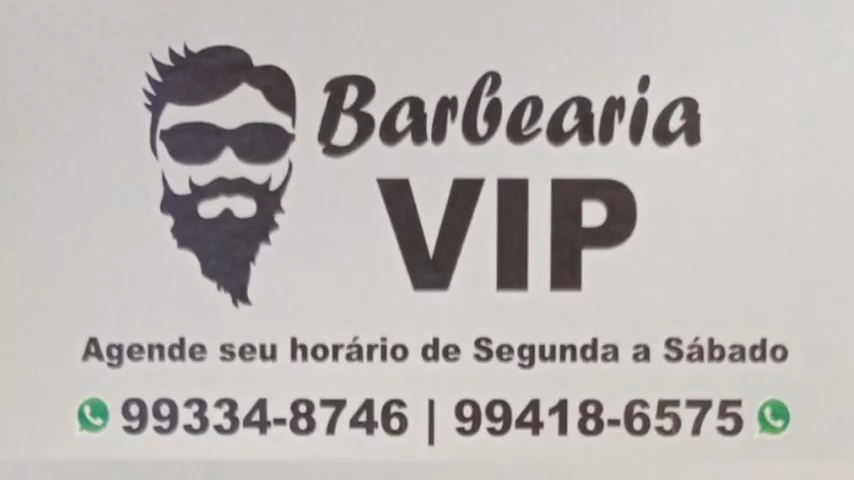 Barbearia
VIP
Agende seu horário de Segunda a Sábado
99334-8746 | 99418-6575